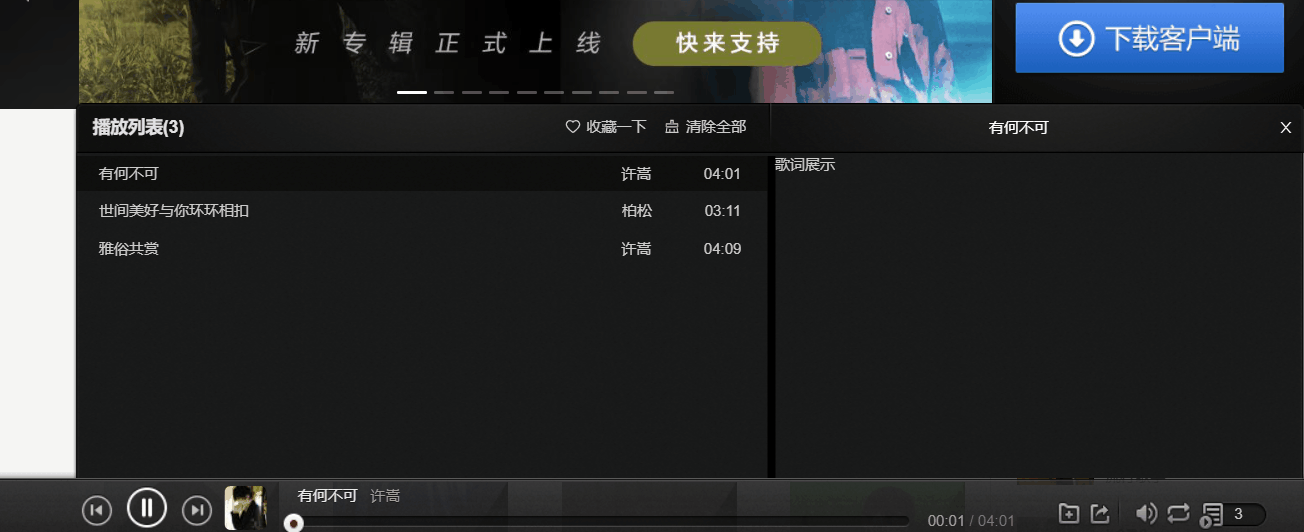 新专辑正式上线 快来支持
下载客户端
播放列表(3) 收藏一下 清除全部
有何不可 X
有何不可 许嵩 04:01
世间美好与你环环相扣 柏松 03:11
雅俗共赏 许嵩 04:09
歌词展示
有何不可 许嵩
00:01 / 04:01
3